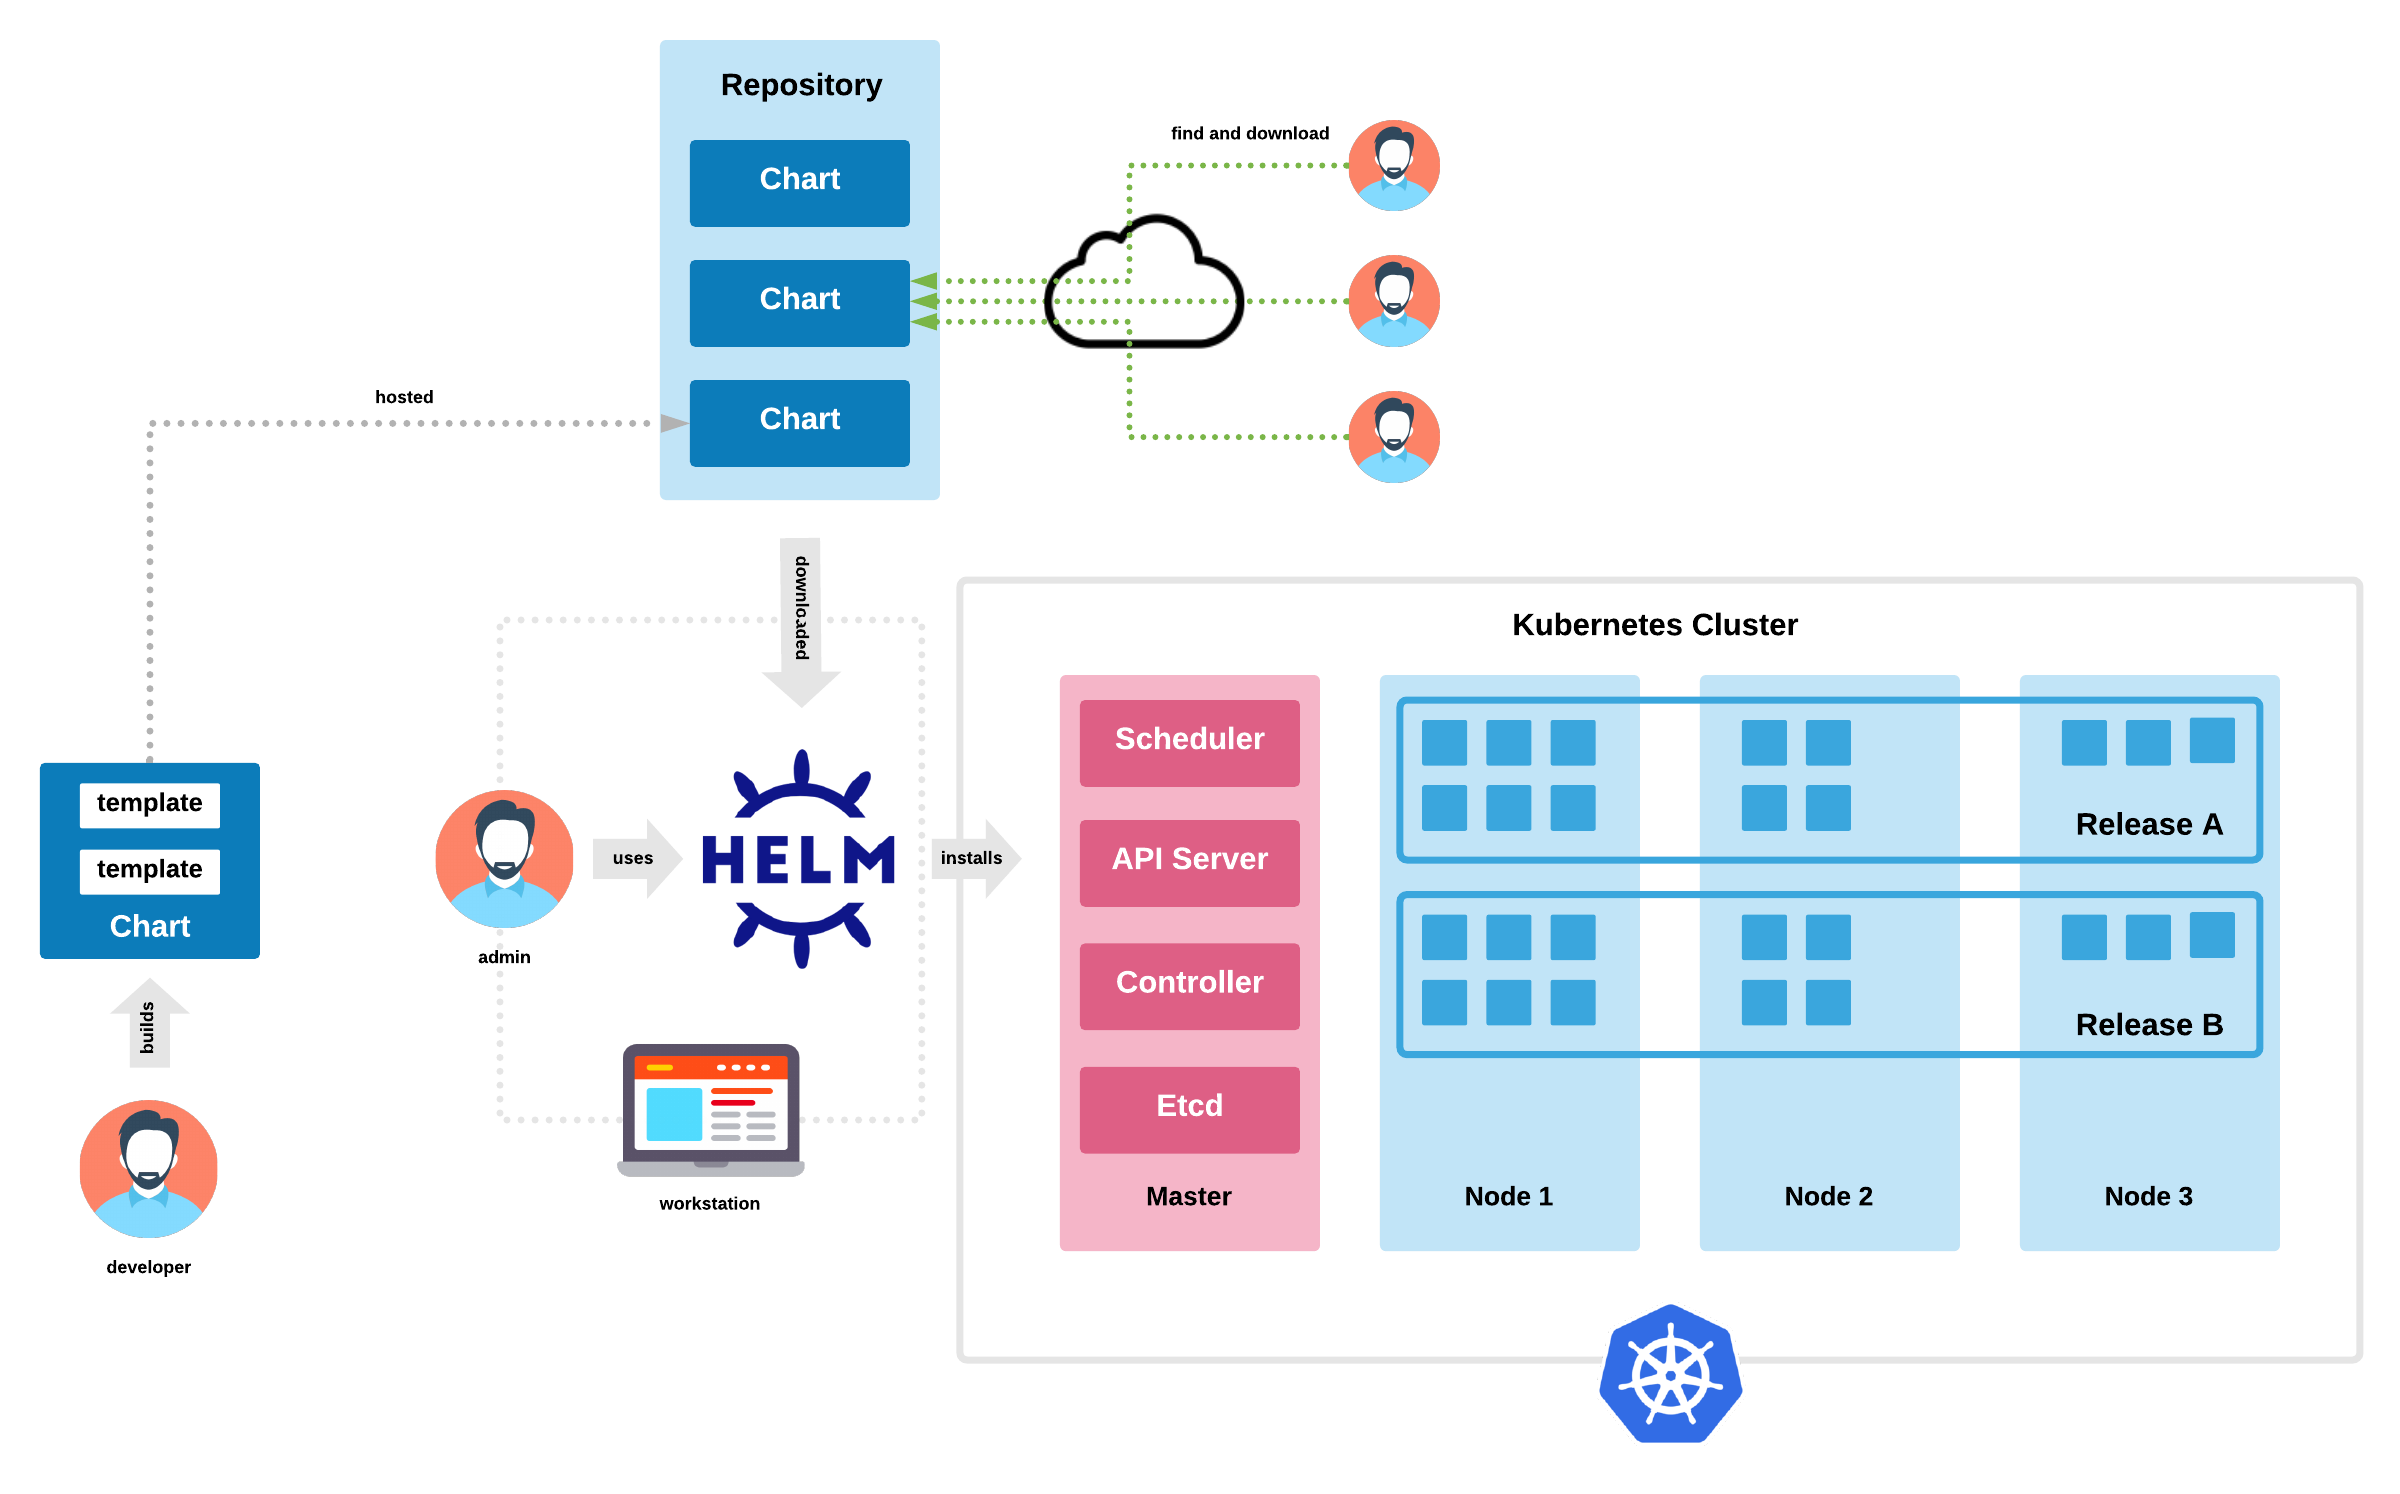 Repository
Chart
Chart
Chart
find and download
hosted
downloaded
template
template
Chart
builds
developer
admin
uses
HELM
installs
workstation
Kubernetes Cluster
Scheduler
API Server
Controller
Etcd
Master
Release A
Release B
Node 1
Node 2
Node 3